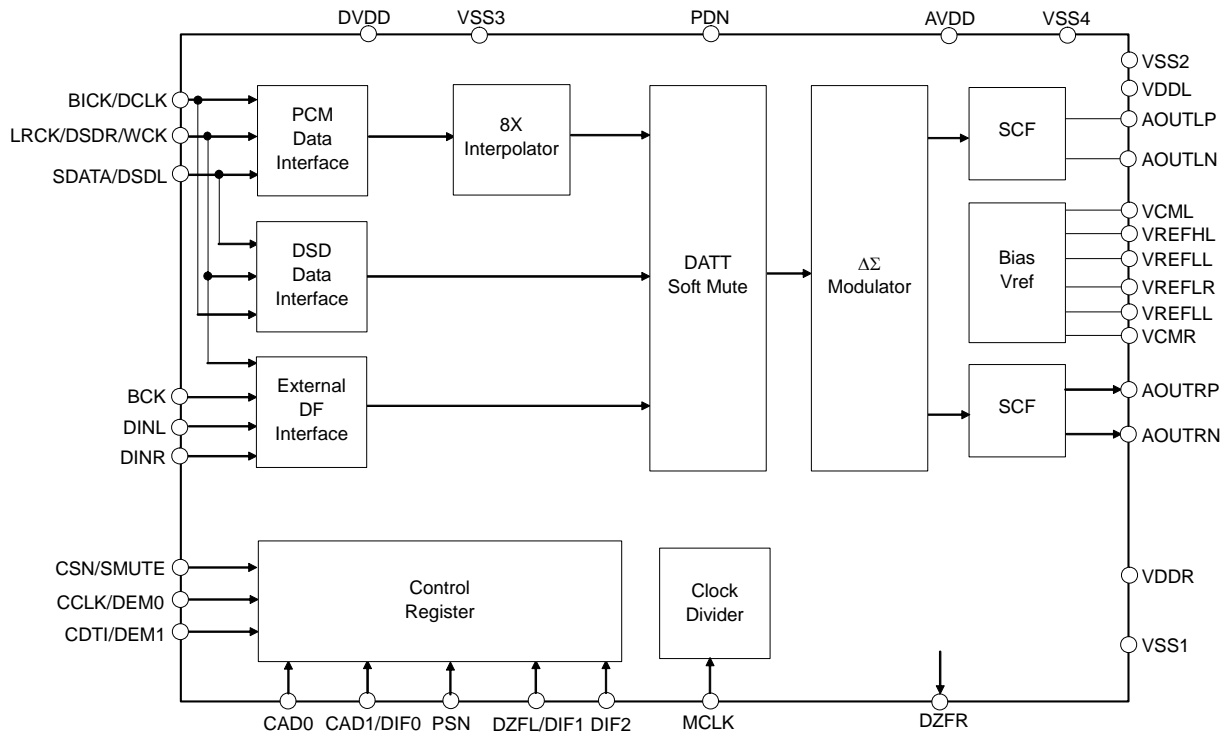 DVDD
VSS3
PDN
AVDD
VSS4
VSS2
VDDL
BICK/DCLK
LRCK/DSDR/WCK
SDATA/DSDL
PCM
Data
Interface
8X
Interpolator
DATT
Soft Mute
ΔΣ
Modulator
SCF
AOUTLP
AOUTLN
DSD
Data
Interface
Bias
Vref
VCML
VREFHL
VREFLL
VREFLR
VREFLL
VCMR
External
DF
Interface
BCK
DINL
DINR
SCF
AOUTRP
AOUTRN
CSN/SMUTE
CCLK/DEM0
CDTI/DEM1
Control
Register
Clock
Divider
VDDR
VSS1
CAD0
CAD1/DIF0
PSN
DZFL/DIF1
DIF2
MCLK
DZFR